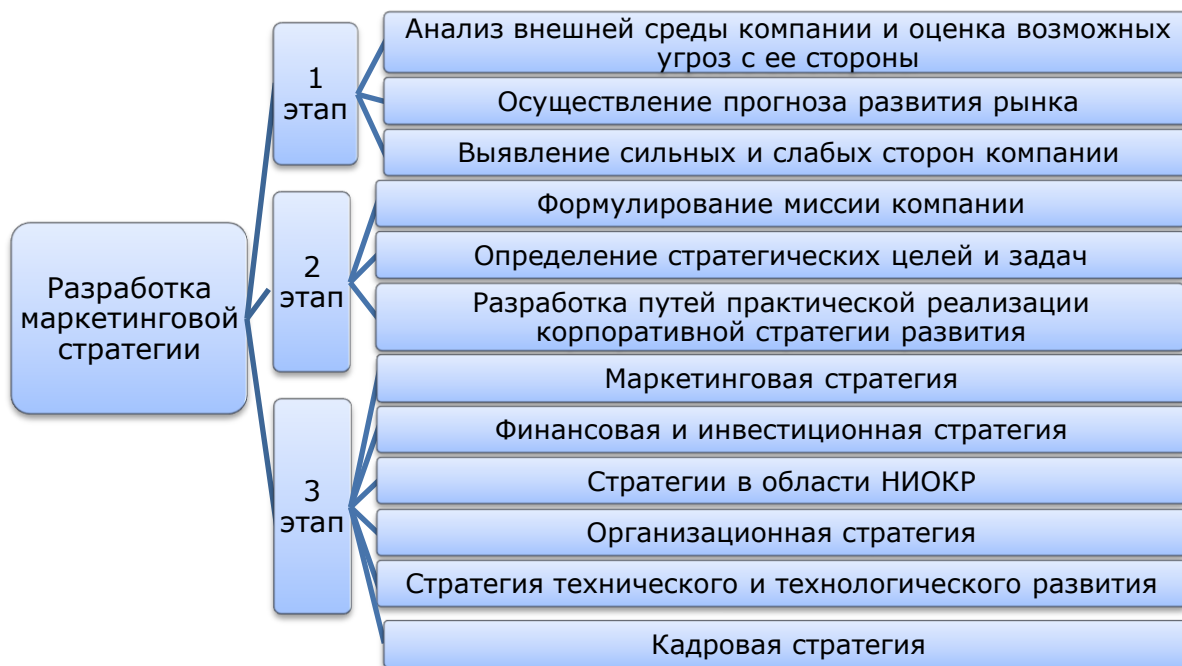 Разработка
маркетинговой
стратегии
1
этап
Анализ внешней среды компании и оценка возможных
угроз с ее стороны
Осуществление прогноза развития рынка
Выявление сильных и слабых сторон компании
2
этап
Формулирование миссии компании
Определение стратегических целей и задач
Разработка путей практической реализации
корпоративной стратегии развития
3
этап
Маркетинговая стратегия
Финансовая и инвестиционная стратегия
Стратегии в области НИОКР
Организационная стратегия
Стратегия технического и технологического развития
Кадровая стратегия